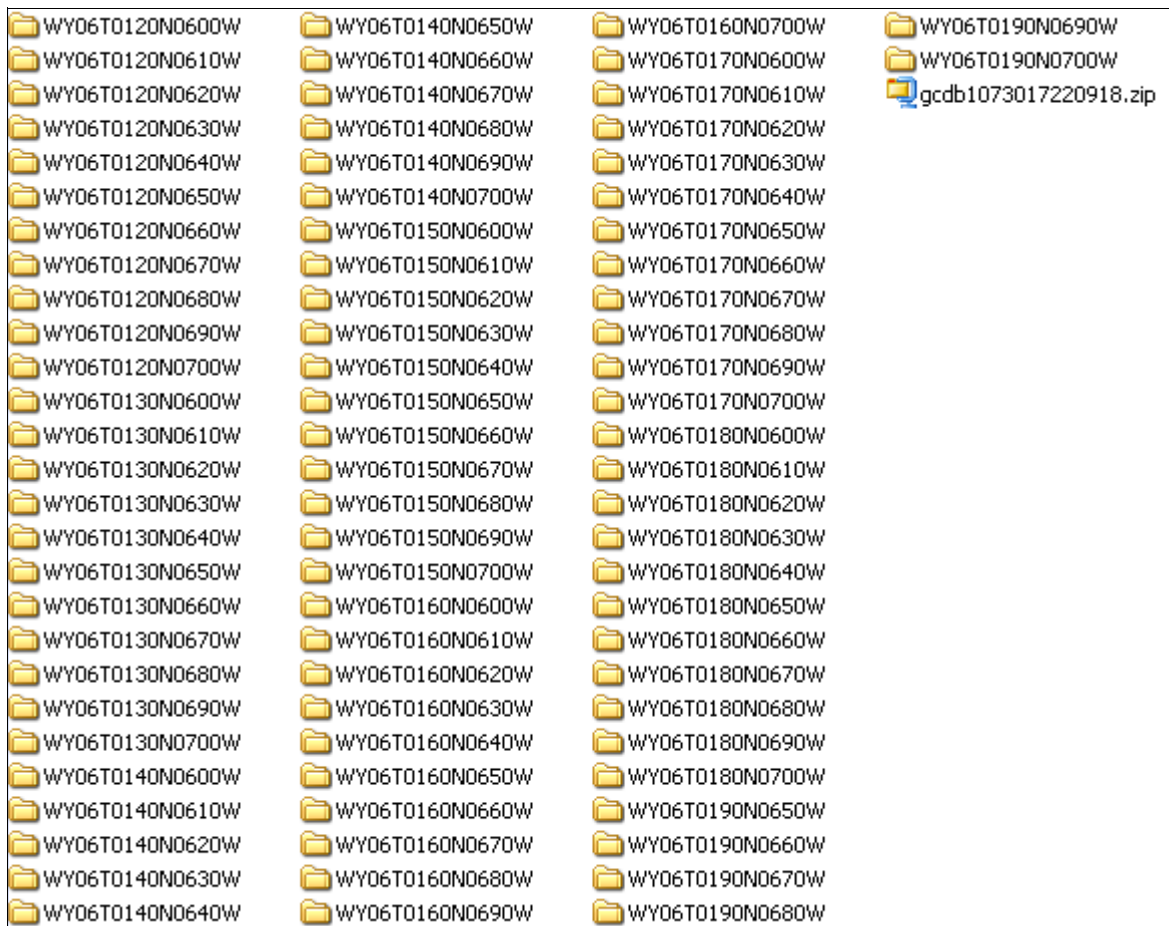 WY06T0120N0600W
WY06T0120N0610W
WY06T0120N0620W
WY06T0120N0630W
WY06T0120N0640W
WY06T0120N0650W
WY06T0120N0660W
WY06T0120N0670W
WY06T0120N0680W
WY06T0120N0690W
WY06T0120N0700W
WY06T0130N0600W
WY06T0130N0610W
WY06T0130N0620W
WY06T0130N0630W
WY06T0130N0640W
WY06T0130N0650W
WY06T0130N0660W
WY06T0130N0670W
WY06T0130N0680W
WY06T0130N0690W
WY06T0130N0700W
WY06T0140N0600W
WY06T0140N0610W
WY06T0140N0620W
WY06T0140N0630W
WY06T0140N0640W
WY06T0140N0650W
WY06T0140N0660W
WY06T0140N0670W
WY06T0140N0680W
WY06T0140N0690W
WY06T0140N0700W
WY06T0150N0600W
WY06T0150N0610W
WY06T0150N0620W
WY06T0150N0630W
WY06T0150N0640W
WY06T0150N0650W
WY06T0150N0660W
WY06T0150N0670W
WY06T0150N0680W
WY06T0150N0690W
WY06T0150N0700W
WY06T0160N0600W
WY06T0160N0610W
WY06T0160N0620W
WY06T0160N0630W
WY06T0160N0640W
WY06T0160N0650W
WY06T0160N0660W
WY06T0160N0670W
WY06T0160N0680W
WY06T0160N0690W
WY06T0160N0700W
WY06T0170N0600W
WY06T0170N0610W
WY06T0170N0620W
WY06T0170N0630W
WY06T0170N0640W
WY06T0170N0650W
WY06T0170N0660W
WY06T0170N0670W
WY06T0170N0680W
WY06T0170N0690W
WY06T0170N0700W
WY06T0180N0600W
WY06T0180N0610W
WY06T0180N0620W
WY06T0180N0630W
WY06T0180N0640W
WY06T0180N0650W
WY06T0180N0660W
WY06T0180N0670W
WY06T0180N0680W
WY06T0180N0690W
WY06T0180N0700W
WY06T0190N0650W
WY06T0190N0660W
WY06T0190N0670W
WY06T0190N0680W
WY06T0190N0690W
WY06T0190N0700W
gcdb1073017220918.zip